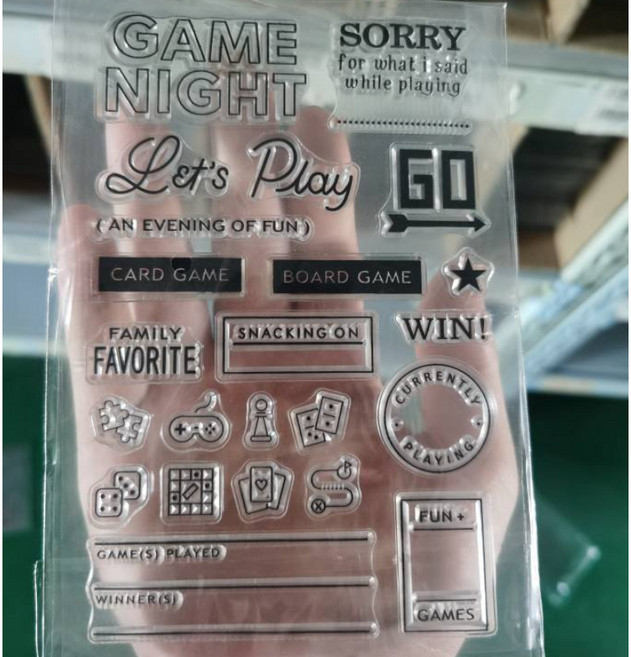 GAME
NIGHT
SORRY
for what i said
while playing
Let's Play
GO
( AN EVENING OF FUN )
CARD GAME
BOARD GAME
FAMILY
FAVORITE
SNACKING ON
WIN!
CURRENTLY
PLAYING
GAME(S) PLAYED
WINNER(S)
FUN +
GAMES